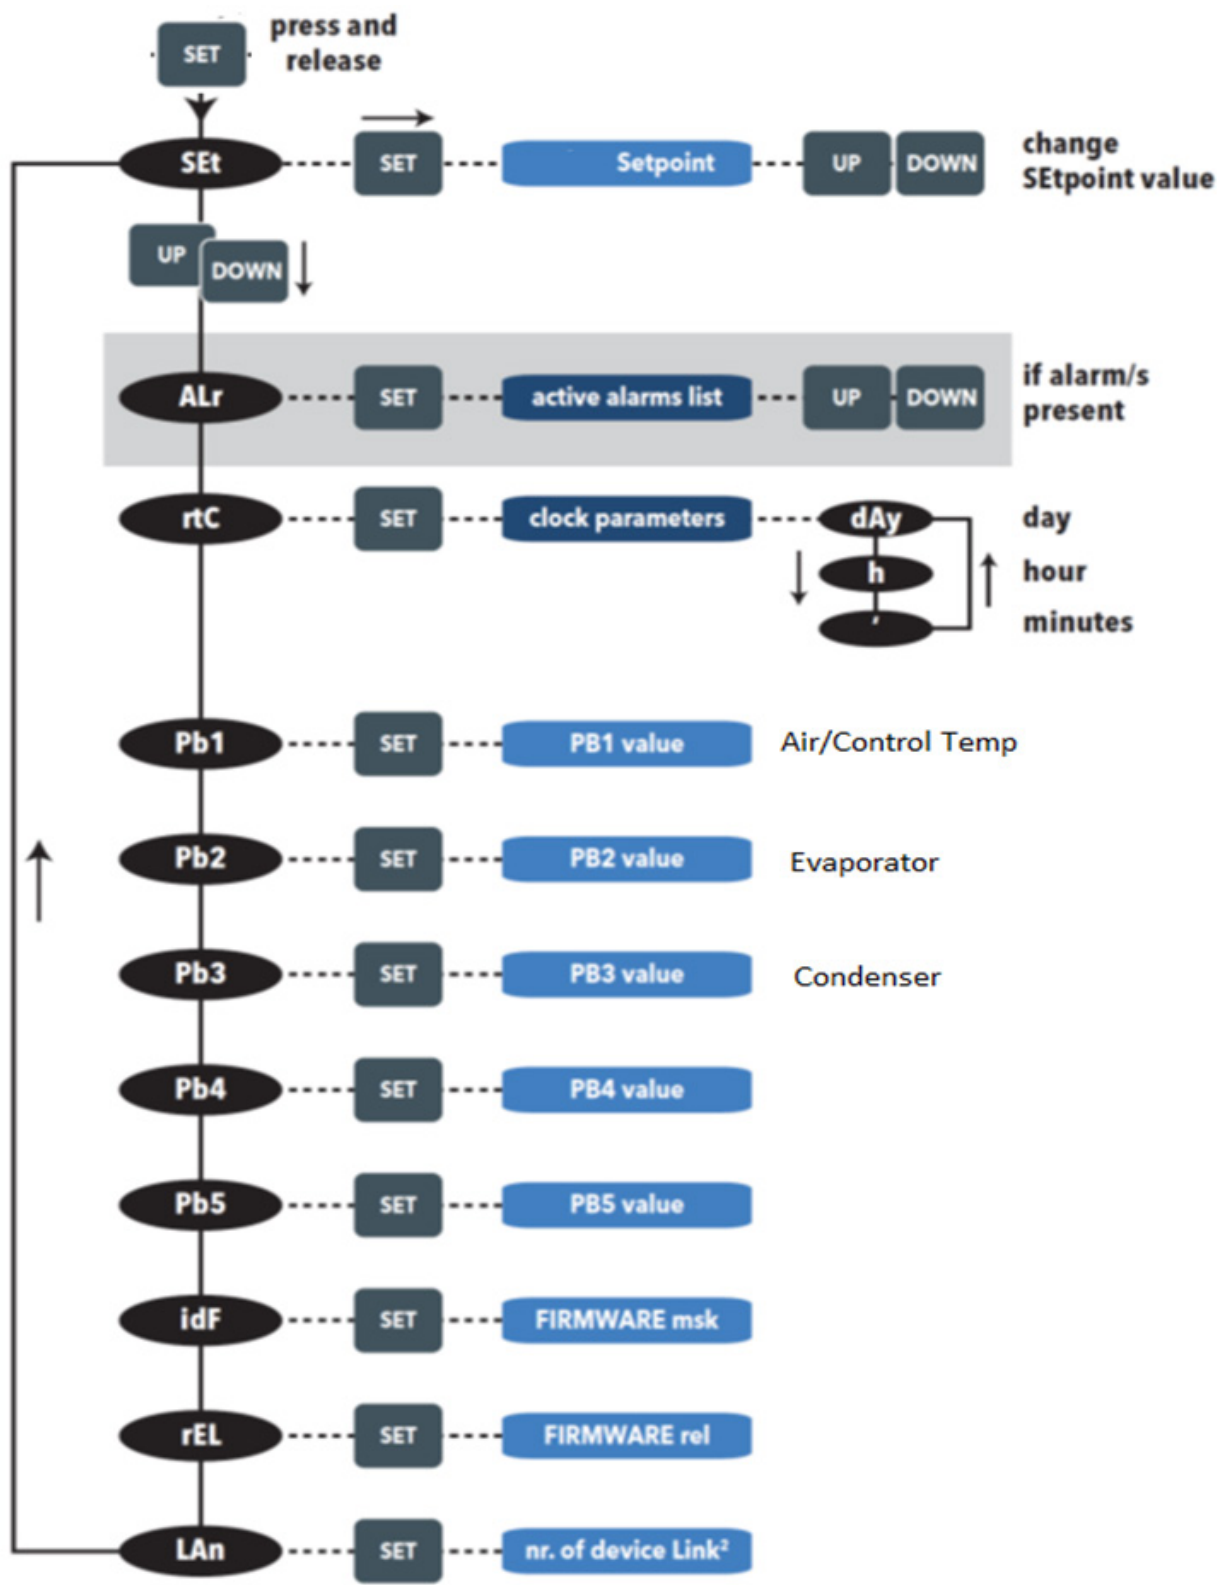 SET
press and
release
SEt
SET
Setpoint
UP
DOWN
change
SEtpoint value
UP
DOWN
ALr
SET
active alarms list
UP
DOWN
if alarm/s
present
rtC
SET
clock parameters
dAy
day
h
hour
'
minutes
Pb1
SET
PB1 value
Air/Control Temp
Pb2
SET
PB2 value
Evaporator
Pb3
SET
PB3 value
Condenser
Pb4
SET
PB4 value
Pb5
SET
PB5 value
idF
SET
FIRMWARE msk
rEL
SET
FIRMWARE rel
LAn
SET
nr. of device Link²